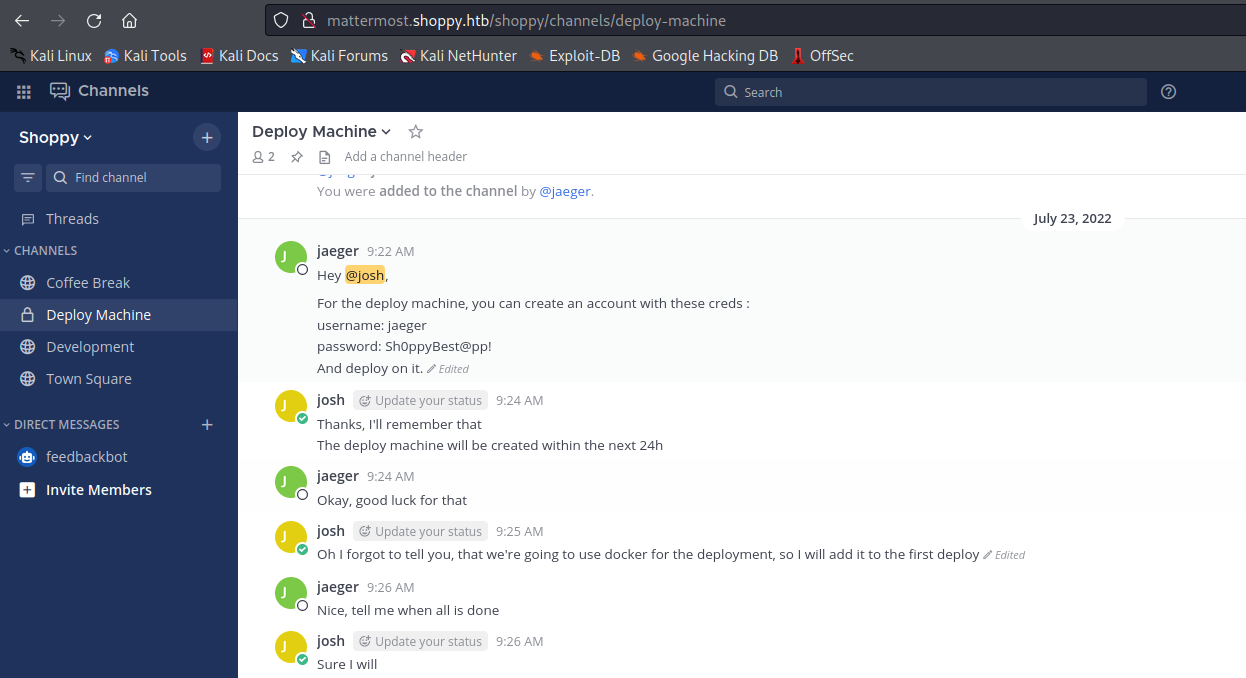 mattermost.shoppy.htb/shoppy/channels/deploy-machine
Kali Linux Kali Tools Kali Docs Kali Forums Kali NetHunter Exploit-DB Google Hacking DB OffSec
Channels
Search
Shoppy
Find channel
Threads
CHANNELS
Coffee Break
Deploy Machine
Development
Town Square
DIRECT MESSAGES
feedbackbot
Invite Members
Deploy Machine
2 Add a channel header
You were added to the channel by @jaeger.
July 23, 2022
J
jaeger 9:22 AM
Hey @josh,
For the deploy machine, you can create an account with these creds :
username: jaeger
password: Sh0ppyBest@pp!
And deploy on it. Edited
J
josh Update your status 9:24 AM
Thanks, I'll remember that
The deploy machine will be created within the next 24h
J
jaeger 9:24 AM
Okay, good luck for that
J
josh Update your status 9:25 AM
Oh I forgot to tell you, that we're going to use docker for the deployment, so I will add it to the first deploy Edited
J
jaeger 9:26 AM
Nice, tell me when all is done
J
josh Update your status 9:26 AM
Sure I will